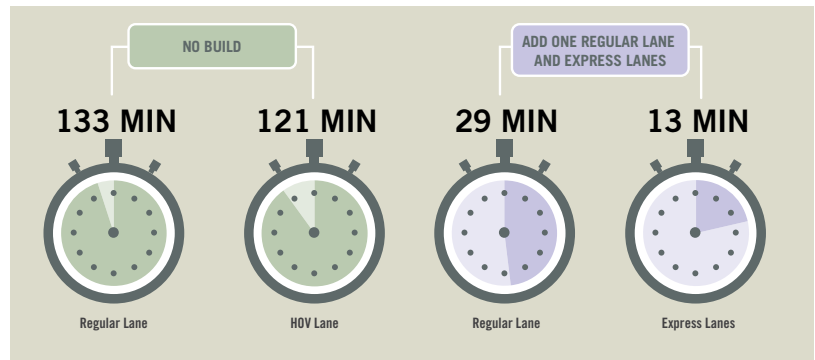 NO BUILD
ADD ONE REGULAR LANE
AND EXPRESS LANES
133 MIN
121 MIN
29 MIN
13 MIN
Regular Lane
HOV Lane
Regular Lane
Express Lanes